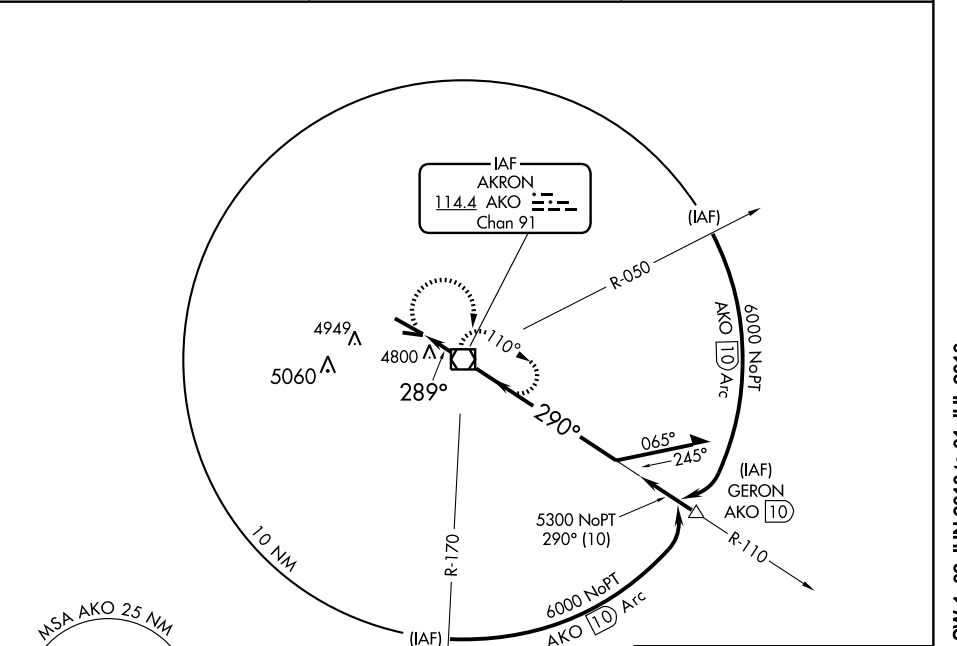 IAF
AKRON
114.4 AKO
Chan 91
(IAF)
R-050
6000 NoPT
AKO 10 Arc
4949
4800
5060
289°
110°
290°
065°
245°
(IAF)
GERON
AKO 10
5300 NoPT
290° (10)
R-110
R-170
10 NM
6000 NoPT
AKO 10 Arc
(IAF)
MSA AKO 25 NM